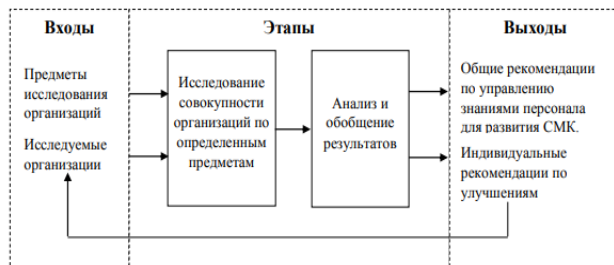 Входы
Этапы
Выходы
Предметы
исследования
организаций
Исследуемые
организации
Исследование
совокупности
организаций по
определенным
предметам
Анализ и
обобщение
результатов
Общие рекомендации
по управлению
знаниями персонала
для развития СМК.
Индивидуальные
рекомендации по
улучшениям